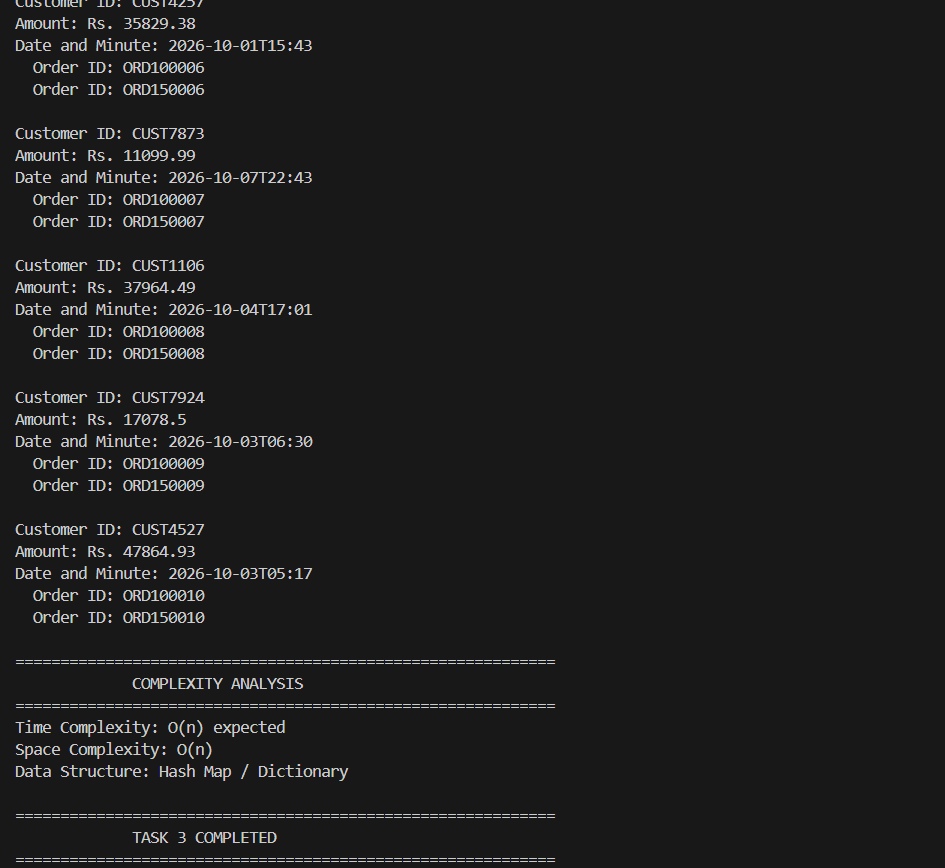 Customer ID: CUST4257
Amount: Rs. 35829.38
Date and Minute: 2026-10-01T15:43
Order ID: ORD100006
Order ID: ORD150006
Customer ID: CUST7873
Amount: Rs. 11099.99
Date and Minute: 2026-10-07T22:43
Order ID: ORD100007
Order ID: ORD150007
Customer ID: CUST1106
Amount: Rs. 37964.49
Date and Minute: 2026-10-04T17:01
Order ID: ORD100008
Order ID: ORD150008
Customer ID: CUST7924
Amount: Rs. 17078.5
Date and Minute: 2026-10-03T06:30
Order ID: ORD100009
Order ID: ORD150009
Customer ID: CUST4527
Amount: Rs. 47864.93
Date and Minute: 2026-10-03T05:17
Order ID: ORD100010
Order ID: ORD150010
============================================================
COMPLEXITY ANALYSIS
============================================================
Time Complexity: O(n) expected
Space Complexity: O(n)
Data Structure: Hash Map / Dictionary
============================================================
TASK 3 COMPLETED
============================================================